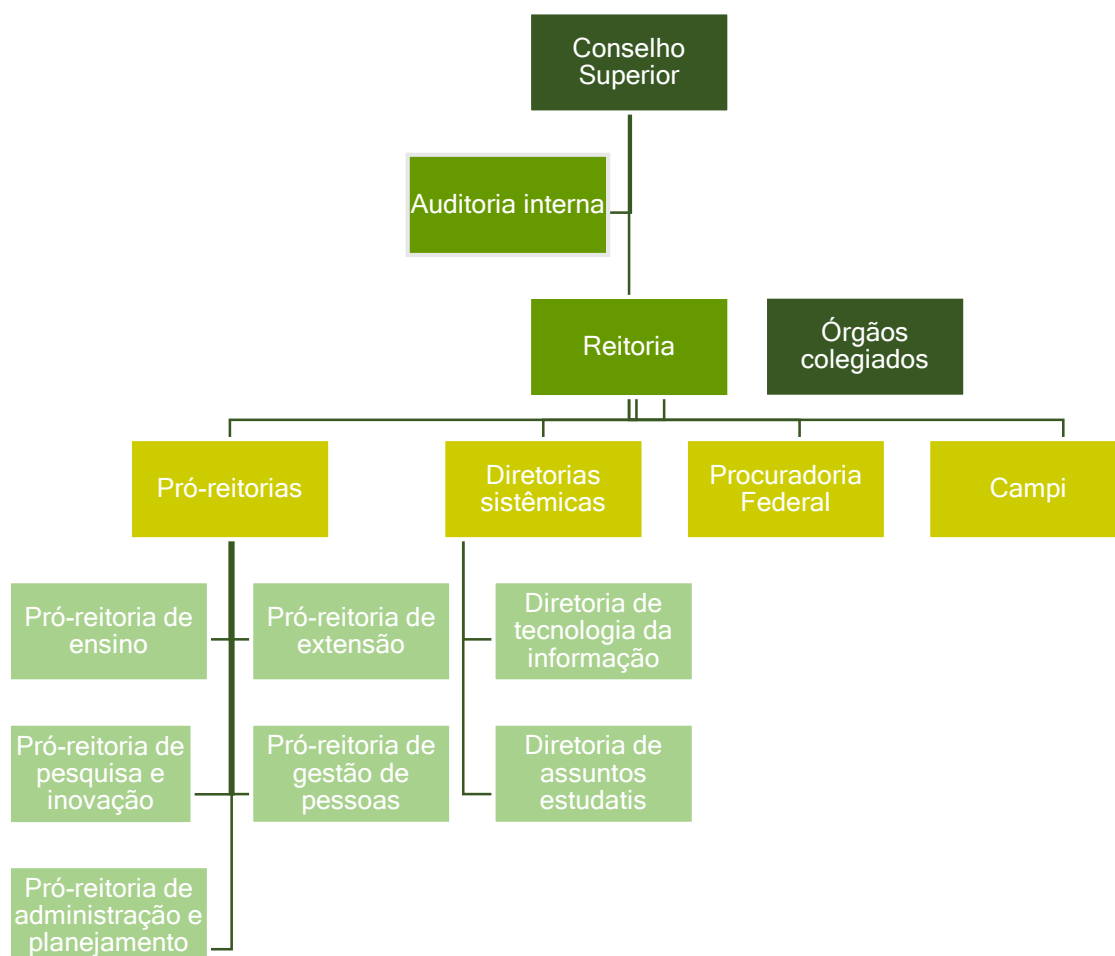 Conselho
Superior
Auditoria interna
Reitoria
Órgãos
colegiados
Pró-reitorias
Diretorias
sistêmicas
Procuradoria
Federal
Campi
Pró-reitoria de
ensino
Pró-reitoria de
extensão
Diretoria de
tecnologia da
informação
Pró-reitoria de
pesquisa e
inovação
Pró-reitoria de
gestão de
pessoas
Diretoria de
assuntos
estudatis
Pró-reitoria de
administração e
planejamento